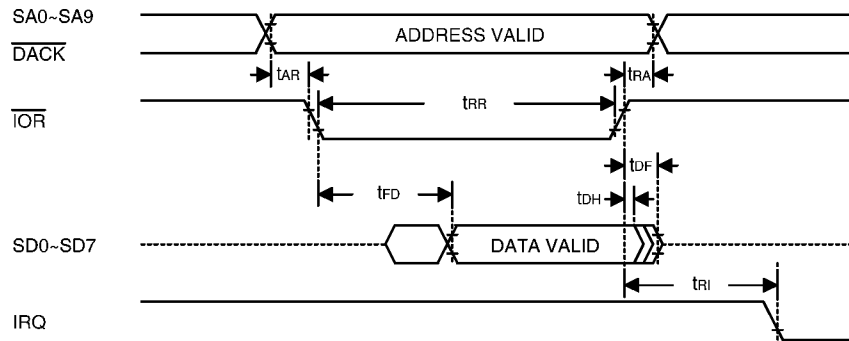 SA0~SA9
ADDRESS VALID
DACK
tAR
tRA
IOR
tRR
tDF
tFD
tDH
SD0~SD7
DATA VALID
tRI
IRQ